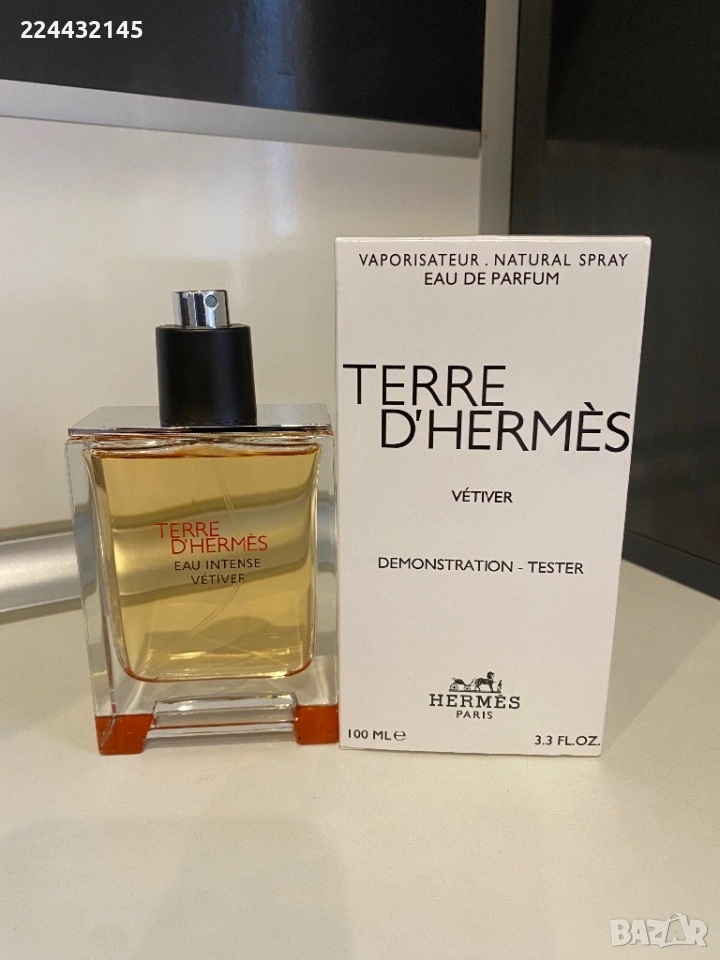 224432145
VAPORISATEUR . NATURAL SPRAY
EAU DE PARFUM
TERRE
D'HERMÈS
VÉTIVER
DEMONSTRATION - TESTER
HERMÈS
PARIS
100 ML e
3.3 FL.OZ.
TERRE
D'HERMÈS
EAU INTENSE
VÉTIVER
BAZAR